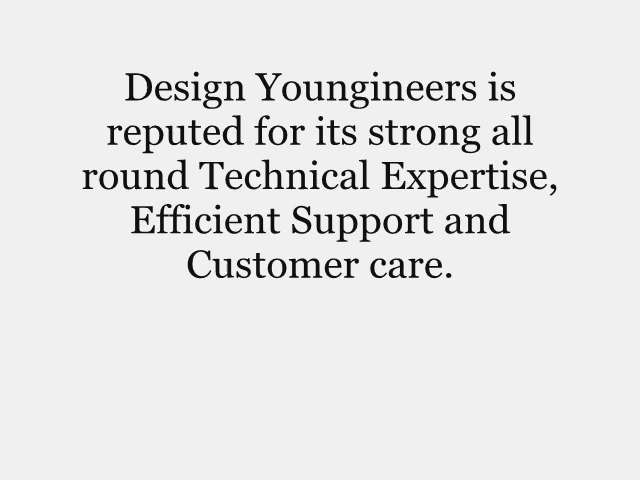 Design Youngineers is
reputed for its strong all
round Technical Expertise,
Efficient Support and
Customer care.